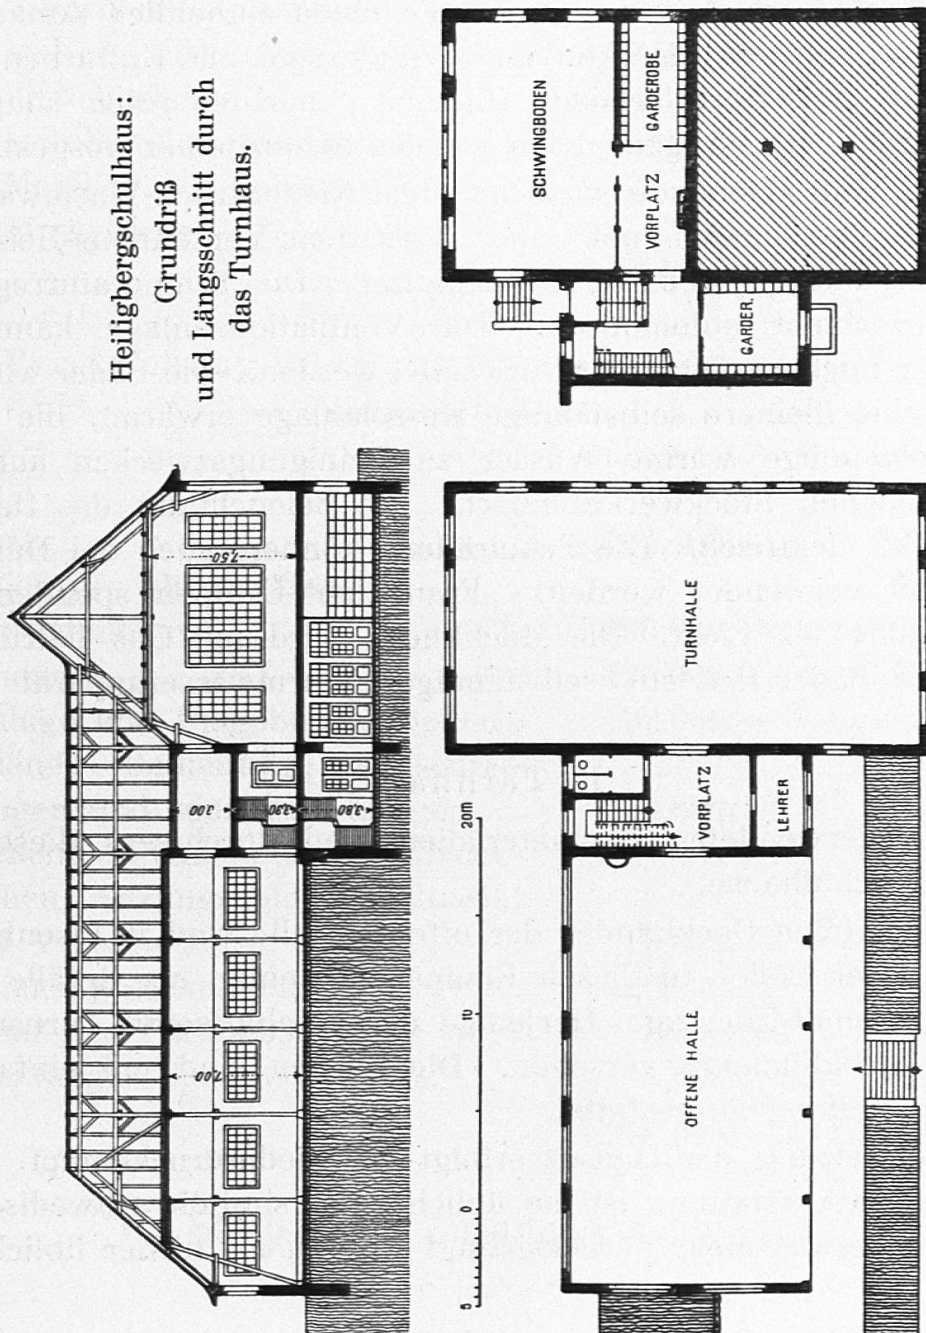 Heiligbergschulhaus:
Grundriß
und Längsschnitt durch
das Turnhaus.
7,00
3,00
3,30
3,80
7,50
5
0
10
20m
OFFENE HALLE
VORPLATZ
LEHRER
TURNHALLE
SCHWINGBODEN
VORPLATZ GARDEROBE
GARDER.